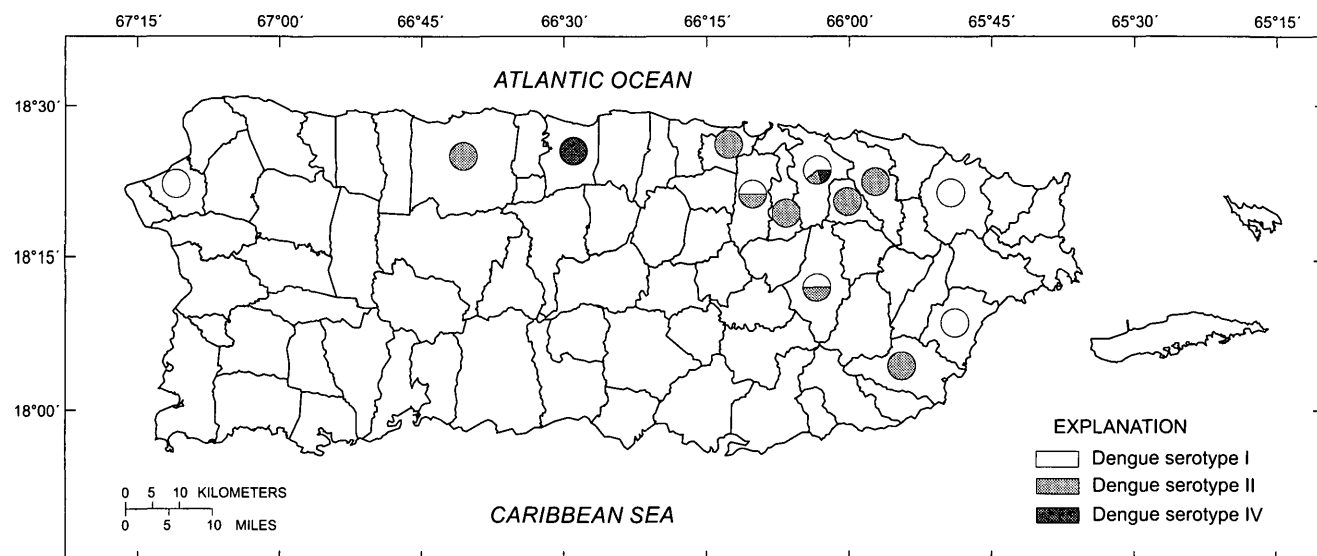 67°15′ 67°00′ 66°45′ 66°30′ 66°15′ 66°00′ 65°45′ 65°30′ 65°15′
ATLANTIC OCEAN
18°30′
18°15′
18°00′
EXPLANATION
Dengue serotype I
Dengue serotype II
Dengue serotype IV
0 5 10 KILOMETERS
0 5 10 MILES
CARIBBEAN SEA